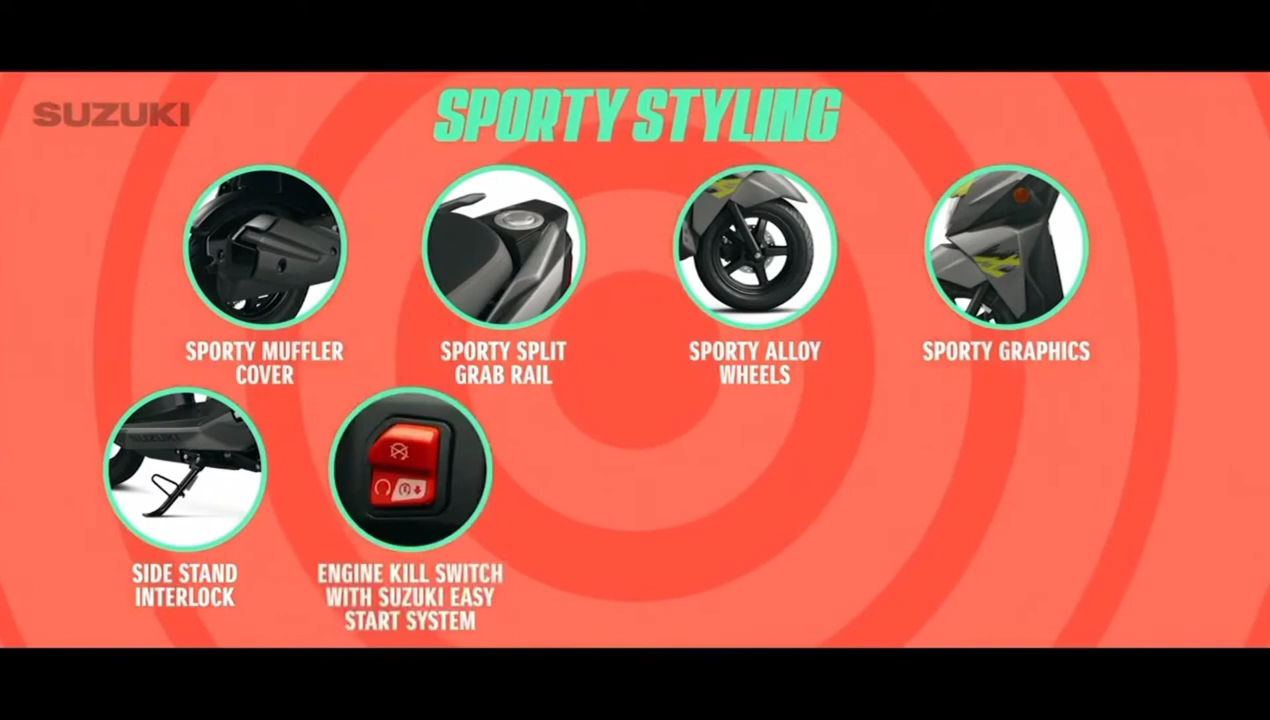 SUZUKI
SPORTY STYLING
SPORTY MUFFLER
COVER
SPORTY SPLIT
GRAB RAIL
SPORTY ALLOY
WHEELS
SPORTY GRAPHICS
SUZUKI
SIDE STAND
INTERLOCK
ENGINE KILL SWITCH
WITH SUZUKI EASY
START SYSTEM